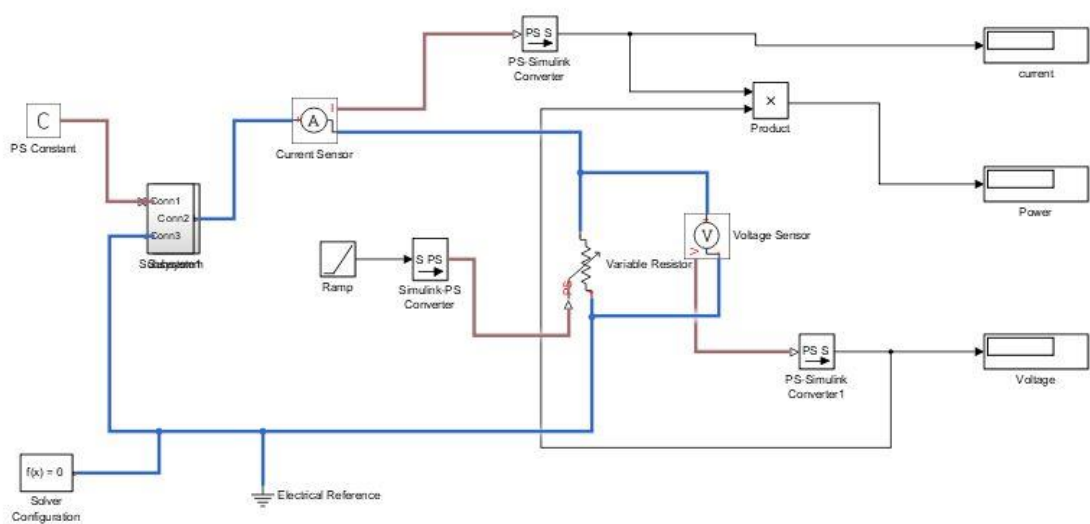 PS S
PS-Simulink
Converter
current
C
PS Constant
A
I
Current Sensor
×
Product
Power
Conn1
Conn2
Conn3
Ramp
S PS
Simulink-PS
Converter
PS
Variable Resistor
V
V
Voltage Sensor
PS S
PS-Simulink
Converter1
Voltage
f(x) = 0
Solver
Configuration
Electrical Reference